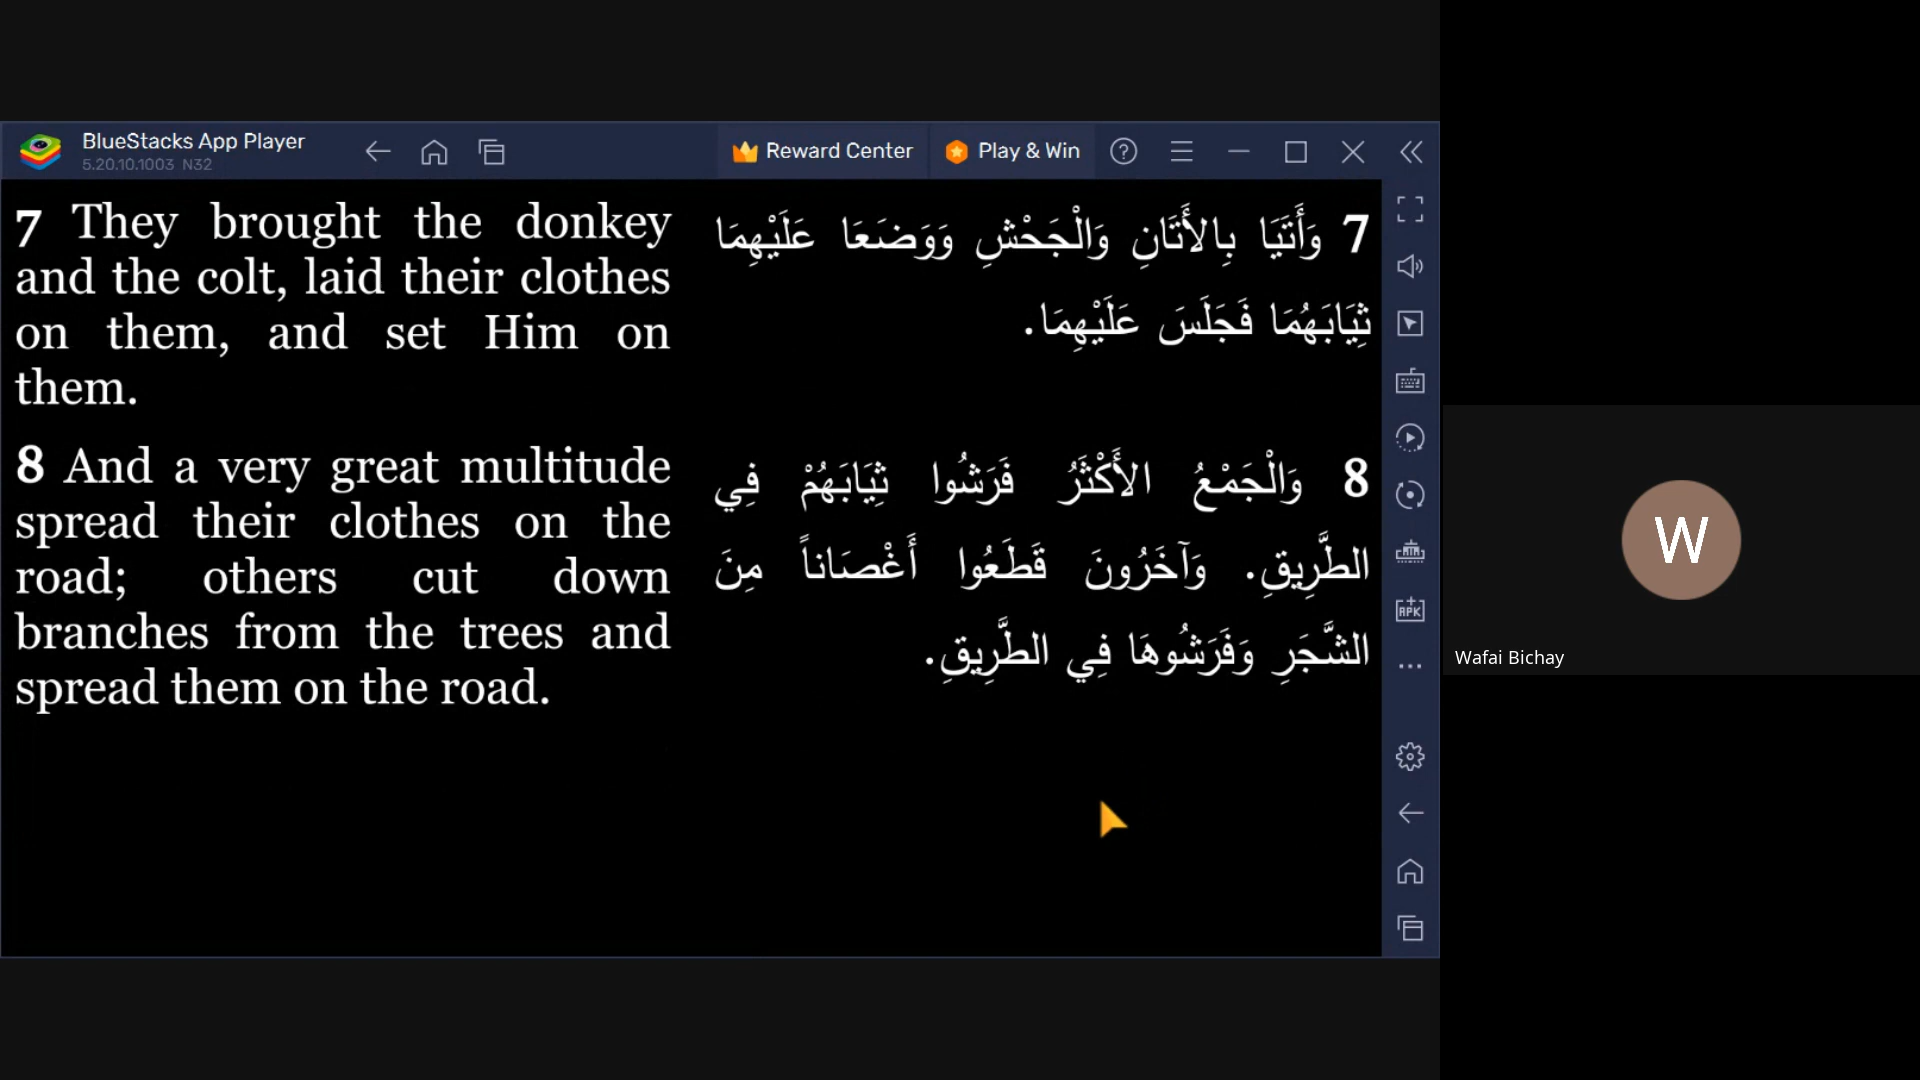 BlueStacks App Player
5.20.10.1003 N32
Reward Center
Play & Win
7 They brought the donkey
and the colt, laid their clothes
on them, and set Him on
them.
8 And a very great multitude
spread their clothes on the
road; others cut down
branches from the trees and
spread them on the road.
7 وَأَتَيَا بِالأَتَانِ وَالْجَحْشِ وَوَضَعَا عَلَيْهِمَا
ثِيَابَهُمَا فَجَلَسَ عَلَيْهِمَا.
8 وَالْجَمْعُ الأَكْثَرُ فَرَشُوا ثِيَابَهُمْ فِي
الطَّرِيقِ. وَآخَرُونَ قَطَعُوا أَغْصَاناً مِنَ
الشَّجَرِ وَفَرَشُوهَا فِي الطَّرِيقِ.
APK
W
Wafai Bichay